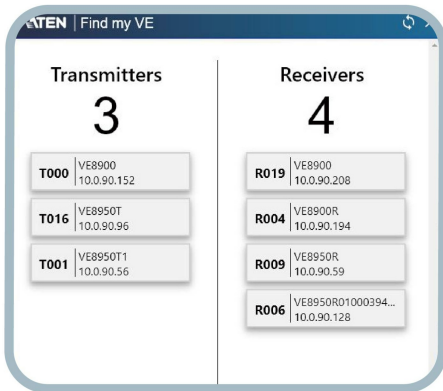 ATEN | Find my VE
Transmitters
3
T000 VE8900
10.0.90.152
T016 VE8950T
10.0.90.96
T001 VE8950T1
10.0.90.56
Receivers
4
R019 VE8900
10.0.90.208
R004 VE8900R
10.0.90.194
R009 VE8950R
10.0.90.59
R006 VE8950R01000394...
10.0.90.128